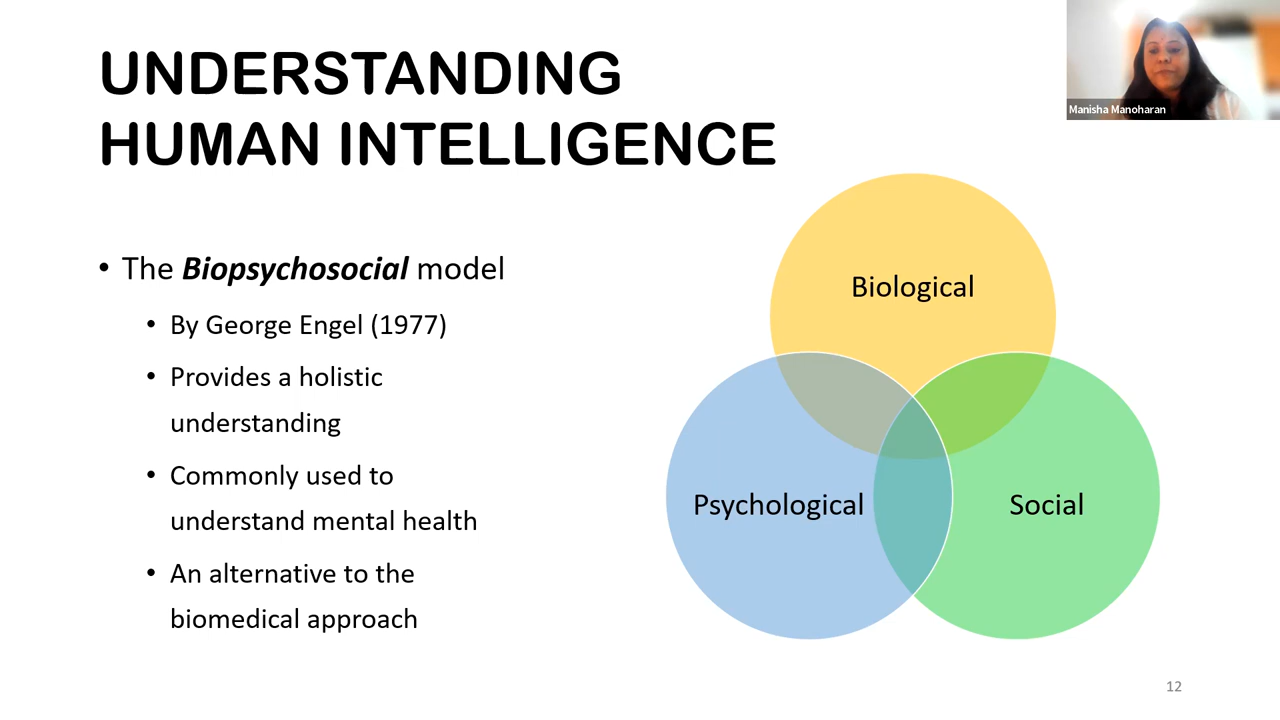 UNDERSTANDING
HUMAN INTELLIGENCE
Manisha Manoharan
• The Biopsychosocial model
• By George Engel (1977)
• Provides a holistic
understanding
• Commonly used to
understand mental health
• An alternative to the
biomedical approach
Biological
Psychological
Social
12